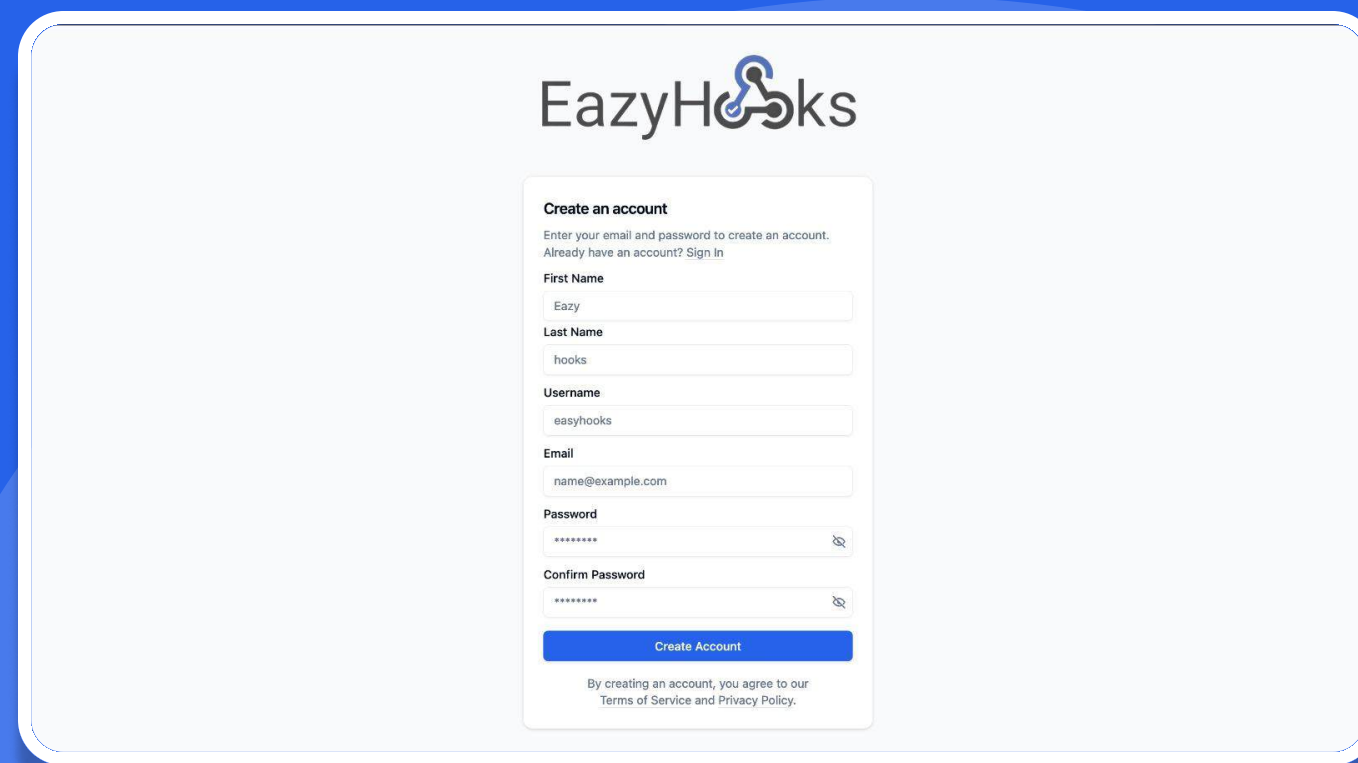 EazyHooks
Create an account
Enter your email and password to create an account.
Already have an account? Sign In
First Name
Eazy
Last Name
hooks
Username
easyhooks
Email
name@example.com
Password
********
Confirm Password
********
Create Account
By creating an account, you agree to our
Terms of Service and Privacy Policy.